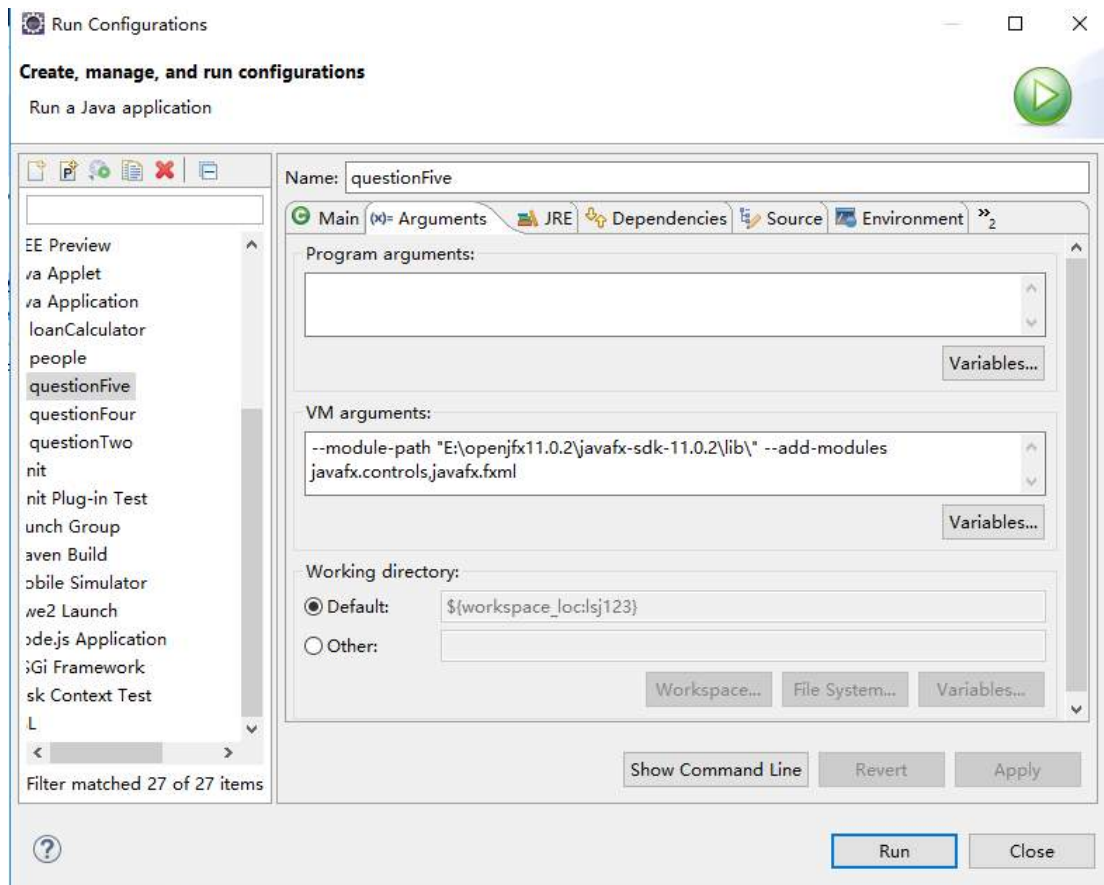 Run Configurations
Create, manage, and run configurations
Run a Java application
EE Preview
va Applet
va Application
loanCalculator
people
questionFive
questionFour
questionTwo
nit
nit Plug-in Test
unch Group
aven Build
obile Simulator
we2 Launch
ode.js Application
SGi Framework
sk Context Test
L
Filter matched 27 of 27 items
Name: questionFive
Main (x)= Arguments JRE Dependencies Source Environment »2
Program arguments:
Variables...
VM arguments:
--module-path "E:\openjfx11.0.2\javafx-sdk-11.0.2\lib\" --add-modules
javafx.controls,javafx.fxml
Variables...
Working directory:
Default: ${workspace_loc:lsj123}
Other:
Workspace... File System... Variables...
Show Command Line Revert Apply
Run Close